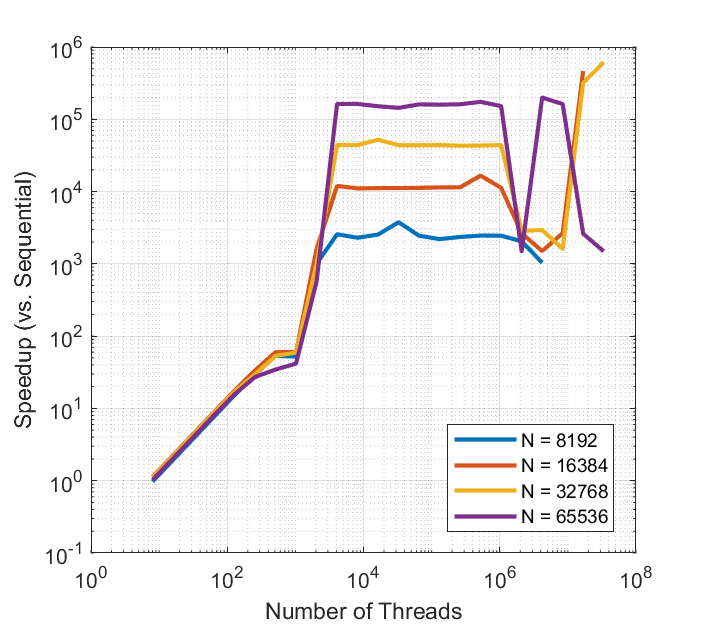 10^6
10^5
10^4
10^3
10^2
10^1
10^0
10^-1
Speedup (vs. Sequential)
N = 8192
N = 16384
N = 32768
N = 65536
10^0 10^2 10^4 10^6 10^8
Number of Threads